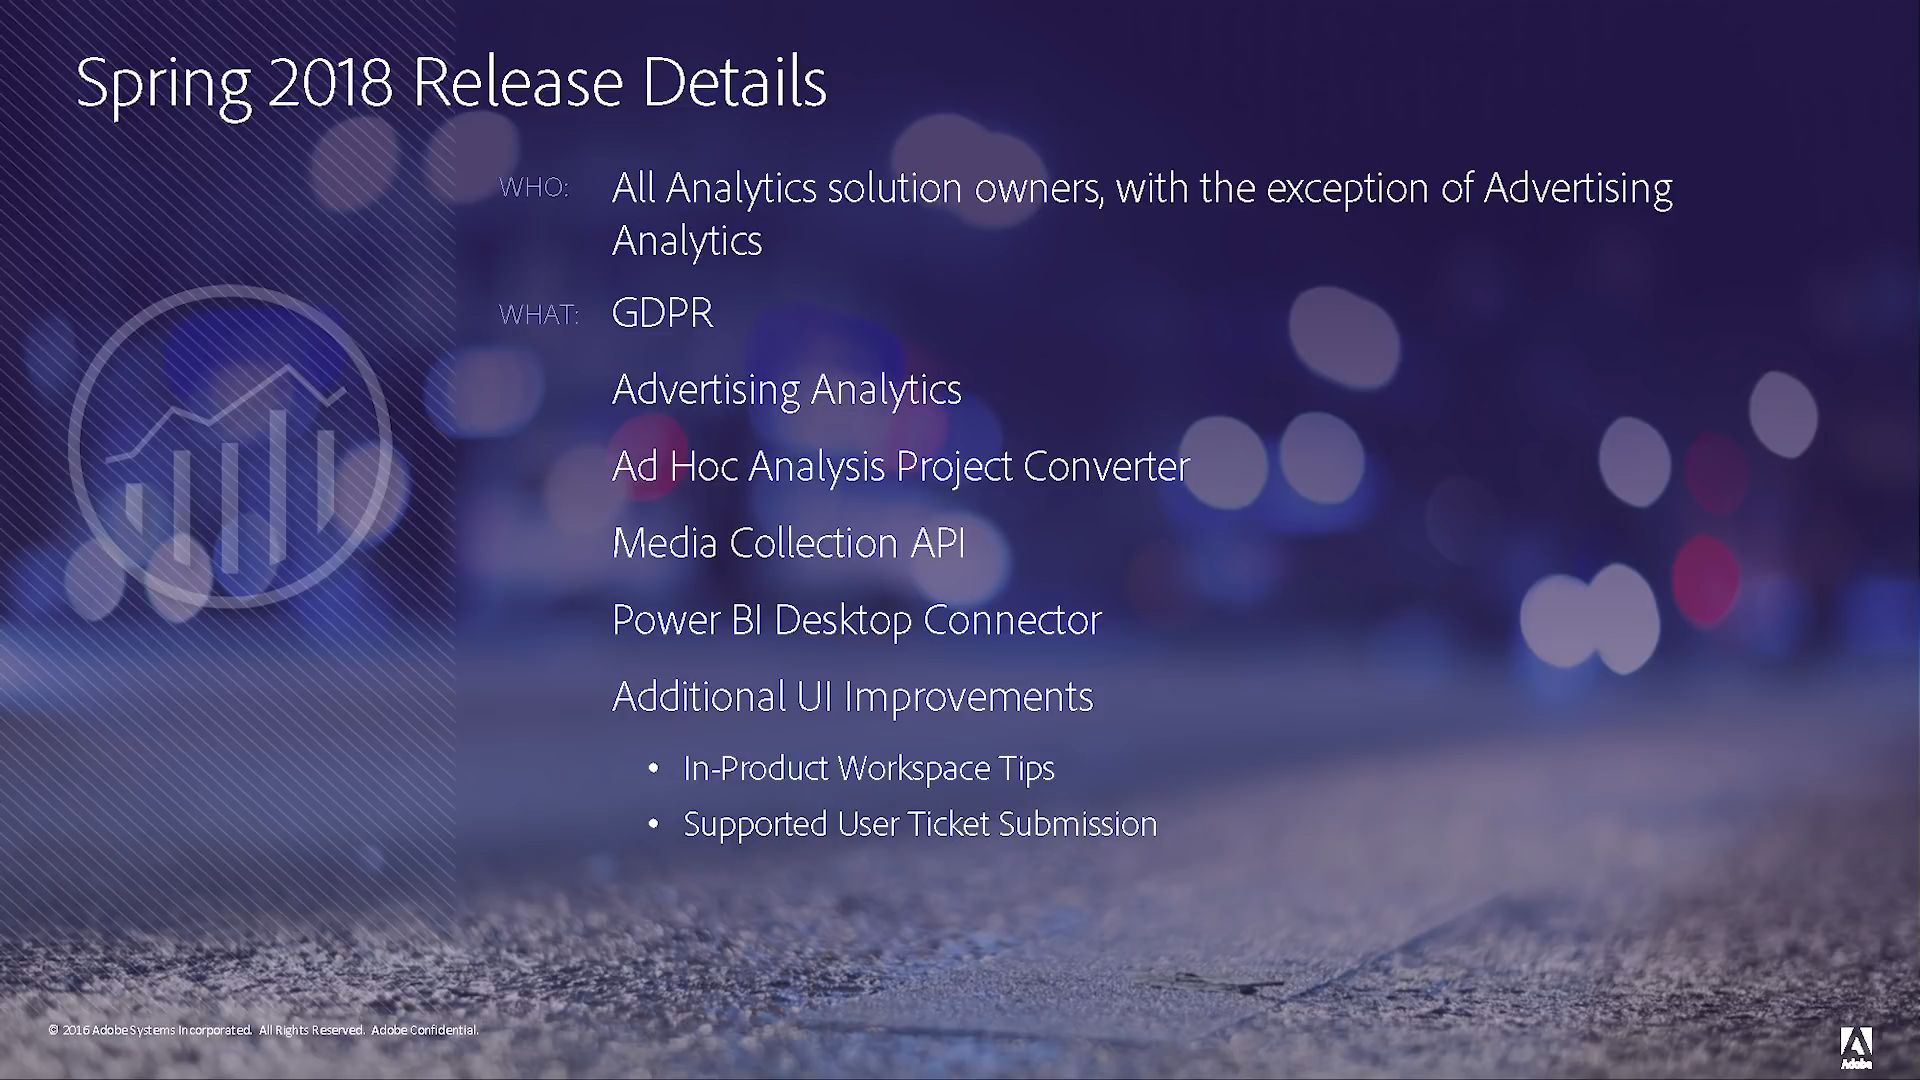 Spring 2018 Release Details
WHO: All Analytics solution owners, with the exception of Advertising
Analytics
WHAT: GDPR
Advertising Analytics
Ad Hoc Analysis Project Converter
Media Collection API
Power BI Desktop Connector
Additional UI Improvements
• In-Product Workspace Tips
• Supported User Ticket Submission
© 2016 Adobe Systems Incorporated. All Rights Reserved. Adobe Confidential.
Adobe